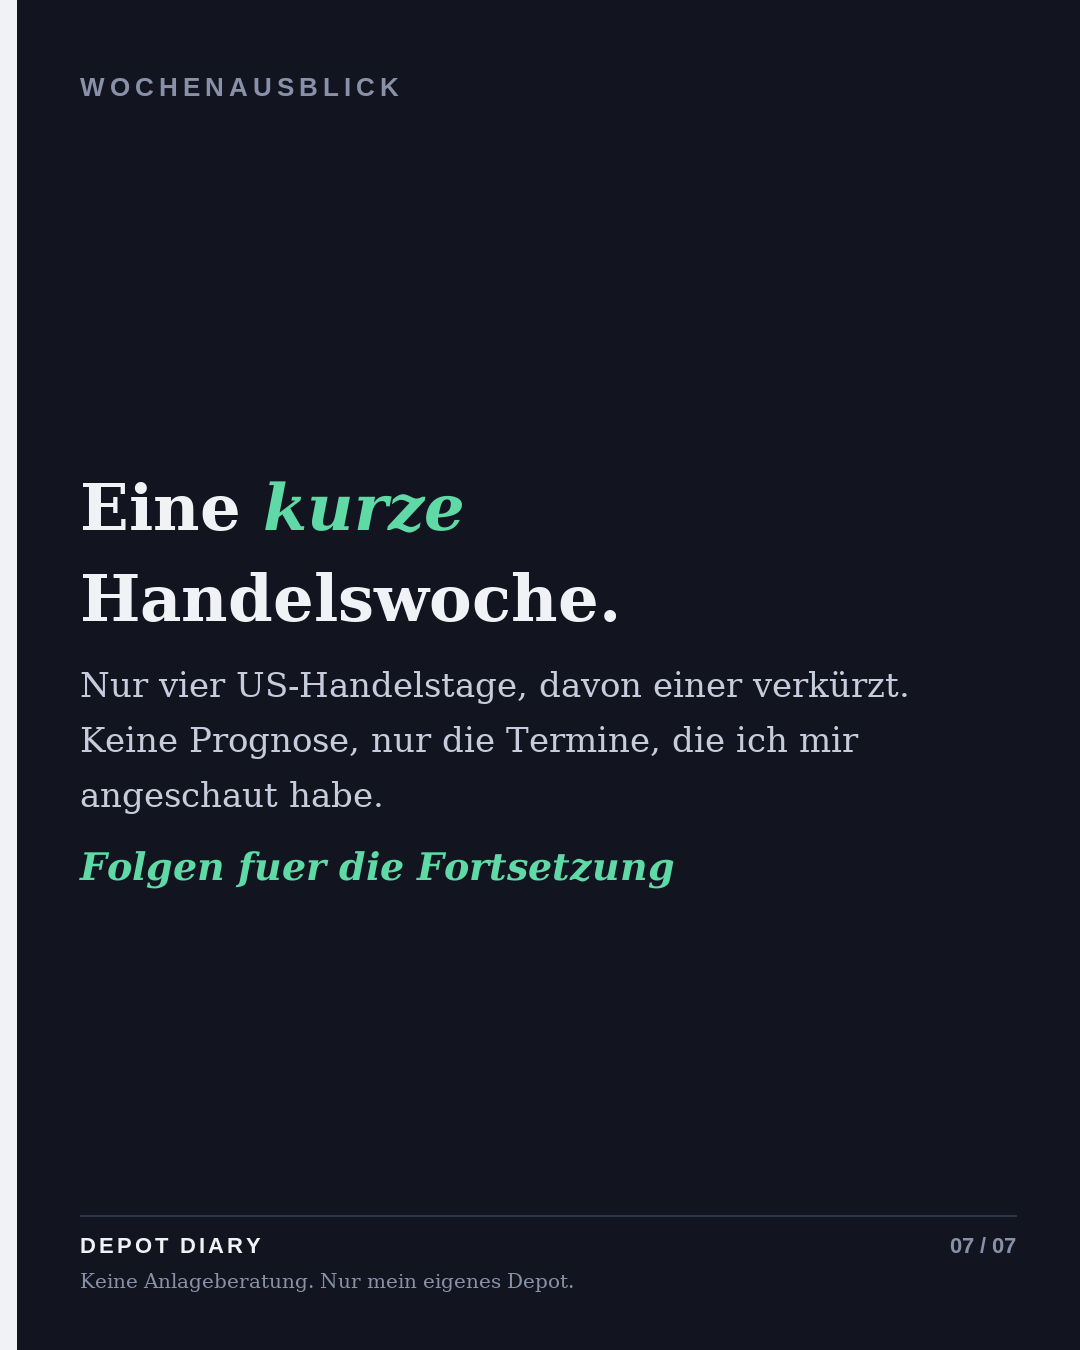 WOCHENAUSBLICK
Eine kurze
Handelswoche.
Nur vier US-Handelstage, davon einer verkürzt.
Keine Prognose, nur die Termine, die ich mir
angeschaut habe.
Folgen fuer die Fortsetzung
DEPOT DIARY
07 / 07
Keine Anlageberatung. Nur mein eigenes Depot.